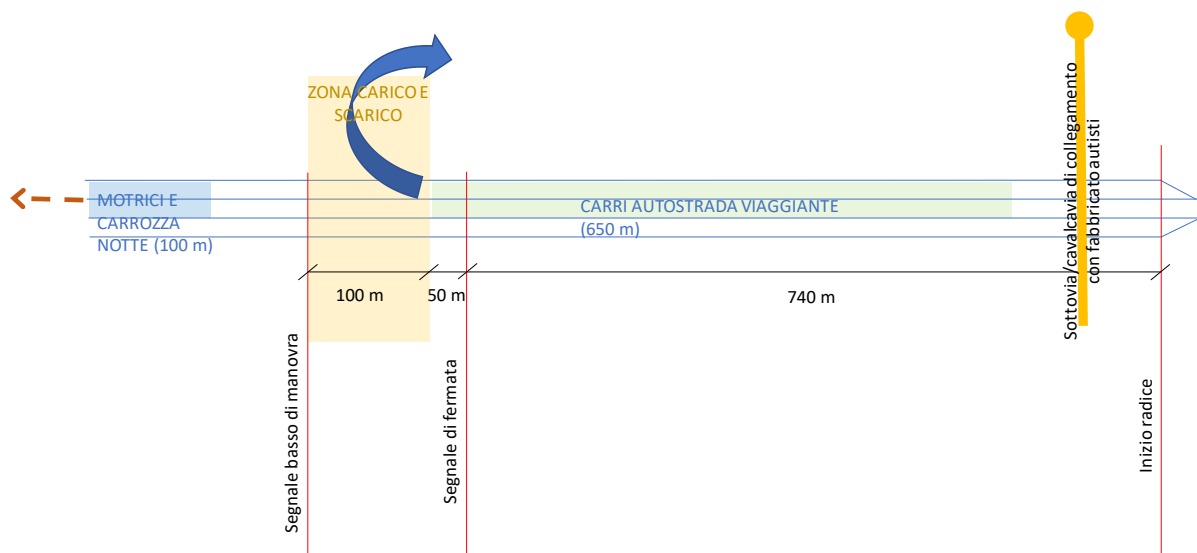 ZONA CARICO E
SCARICO
MOTRICI E
CARROZZA
NOTTE (100 m)
CARRI AUTOSTRADA VIAGGIANTE
(650 m)
100 m
50 m
740 m
Segnale basso di manovra
Segnale di fermata
Sottovia/cavalcavia di collegamento
con fabbricato autisti
Inizio radice